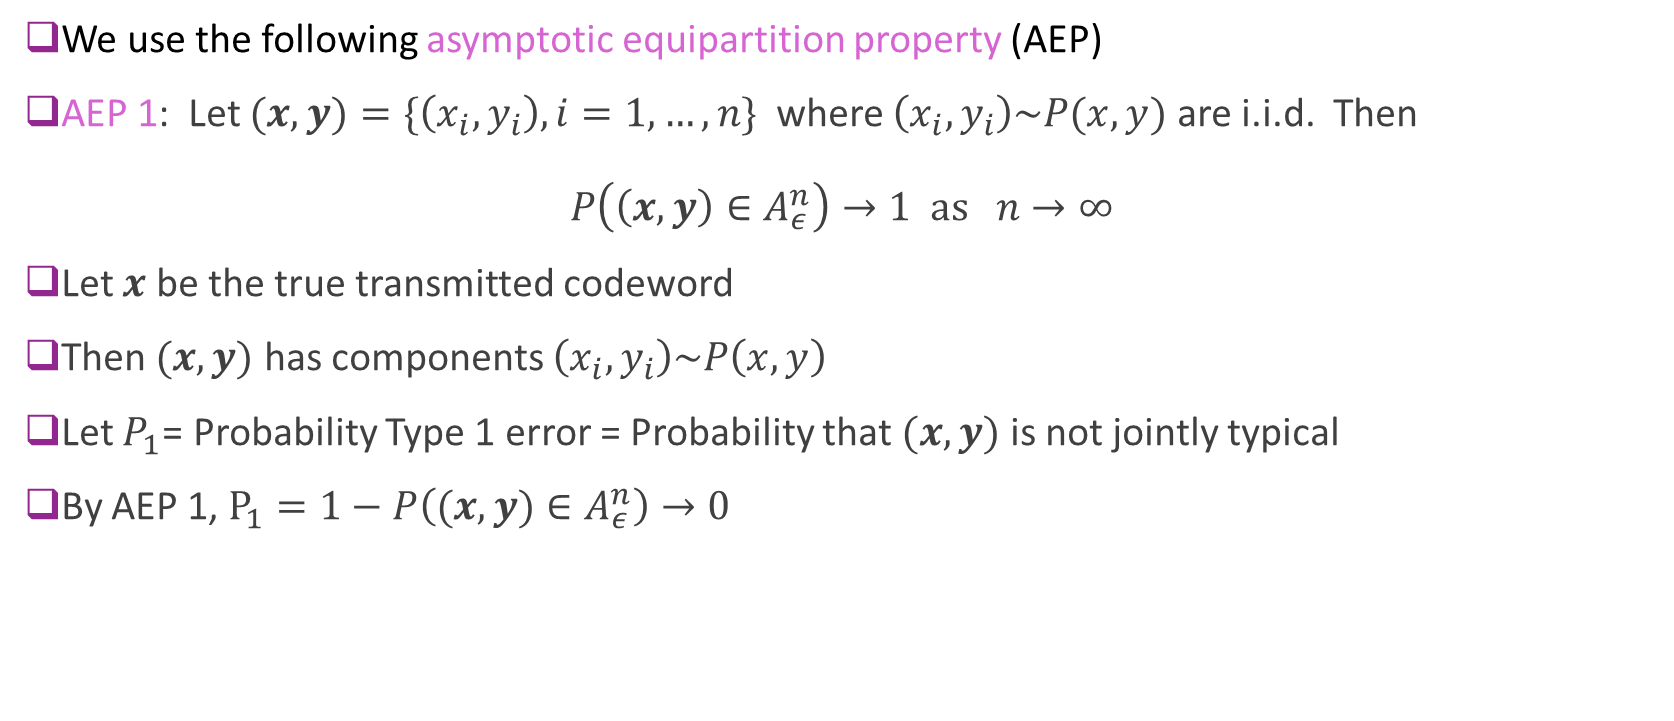 ❑We use the following asymptotic equipartition property (AEP)
❑AEP 1: Let (𝒙, 𝒚) = {(𝑥ᵢ, 𝑦ᵢ), 𝑖 = 1, … , 𝑛} where (𝑥ᵢ, 𝑦ᵢ)~𝑃(𝑥, 𝑦) are i.i.d. Then
𝑃((𝒙, 𝒚) ∈ 𝐴_𝜖^𝑛) → 1 as 𝑛 → ∞
❑Let 𝒙 be the true transmitted codeword
❑Then (𝒙, 𝒚) has components (𝑥ᵢ, 𝑦ᵢ)~𝑃(𝑥, 𝑦)
❑Let 𝑃₁= Probability Type 1 error = Probability that (𝒙, 𝒚) is not jointly typical
❑By AEP 1, P₁ = 1 − 𝑃((𝒙, 𝒚) ∈ 𝐴_𝜖^𝑛) → 0